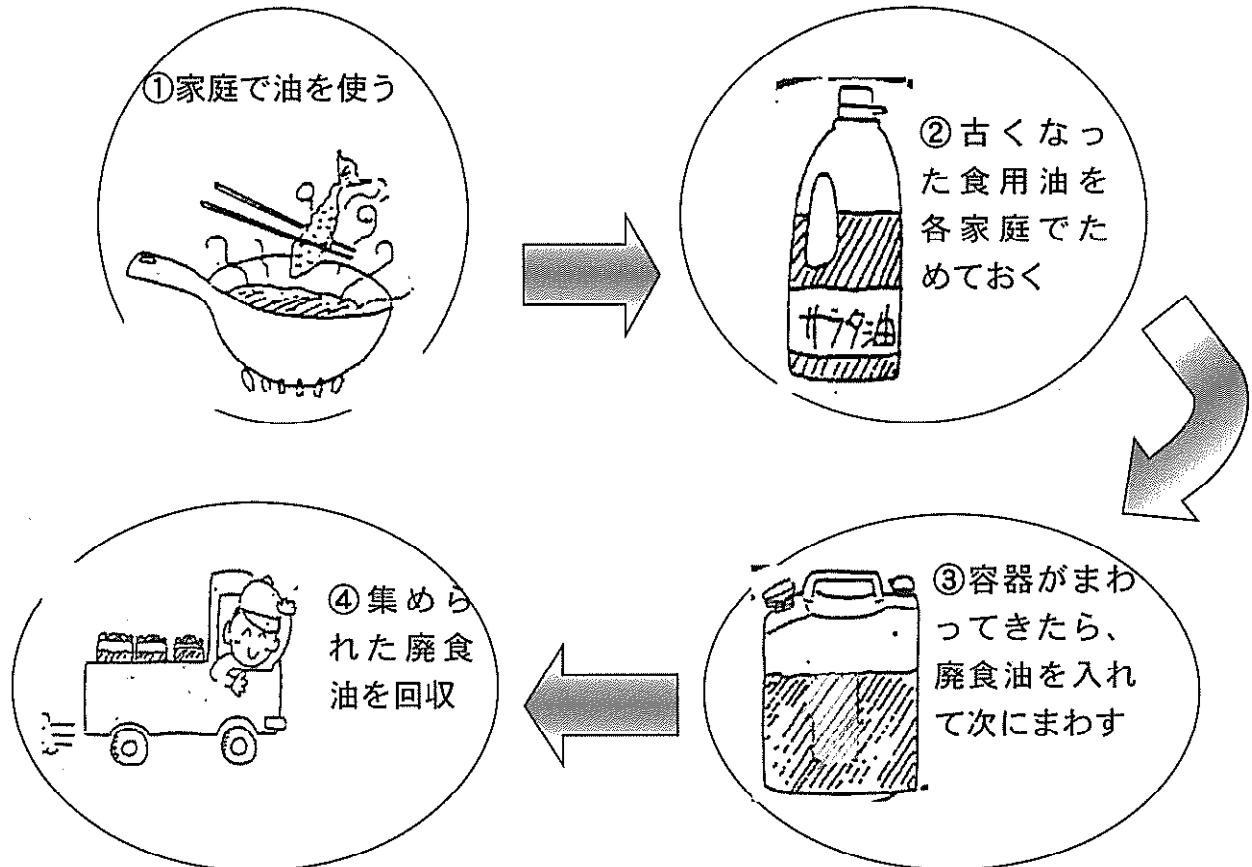 ①家庭で油を使う
②古くなっ
た食用油を
各家庭でた
めておく
サラダ油
③容器がまわ
ってきたら、
廃食油を入れ
て次にまわす
④集めら
れた廃食
油を回収